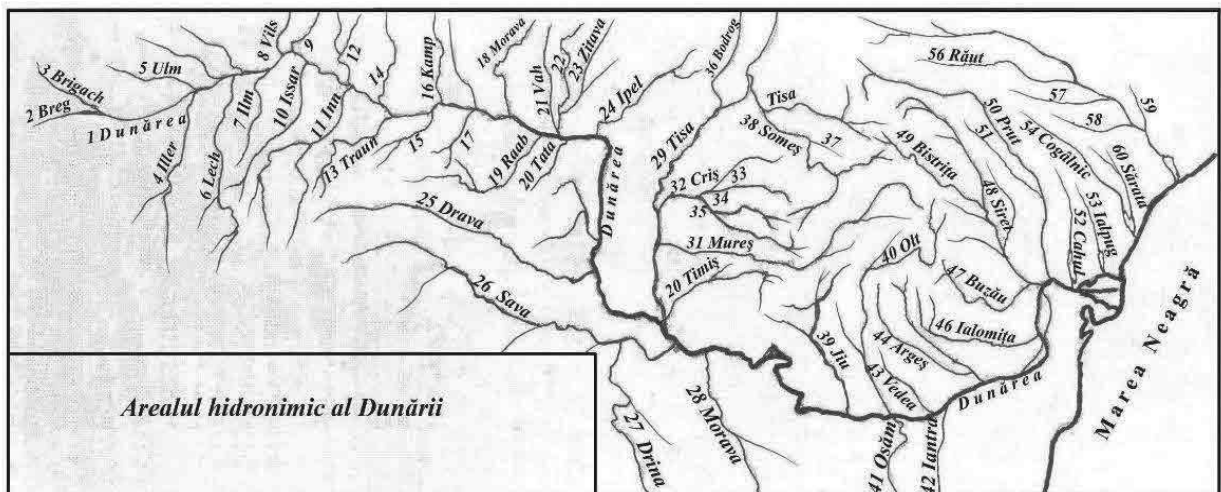 8 Vils
9
12
14
16 Kamp
18 Morava
21 Vah
22
23 Zitava
24 Ipel
36 Bodrog
Tisa
56 Răut
57
58
59
3 Brigach
5 Ulm
2 Breg
1 Dunărea
4 Iller
6 Lech
7 Ilm
10 Issar
11 Inn
13 Traun
15
17
19 Raab
20 Tata
Dunărea
29 Tisa
38 Someș
37
49 Bistrița
50 Prut
51
54 Cogâlnic
60 Sărata
32 Criș
33
34
35
48 Siret
53 Ialpug
52 Cahul
25 Drava
31 Mureș
40 Olt
20 Timiș
47 Buzău
26 Sava
46 Ialomița
39 Jiu
44 Argeș
43 Vedea
Dunărea
Marea Neagră
Arealul hidronimic al Dunării
27 Drina
28 Morava
41 Osăm
42 Iantra